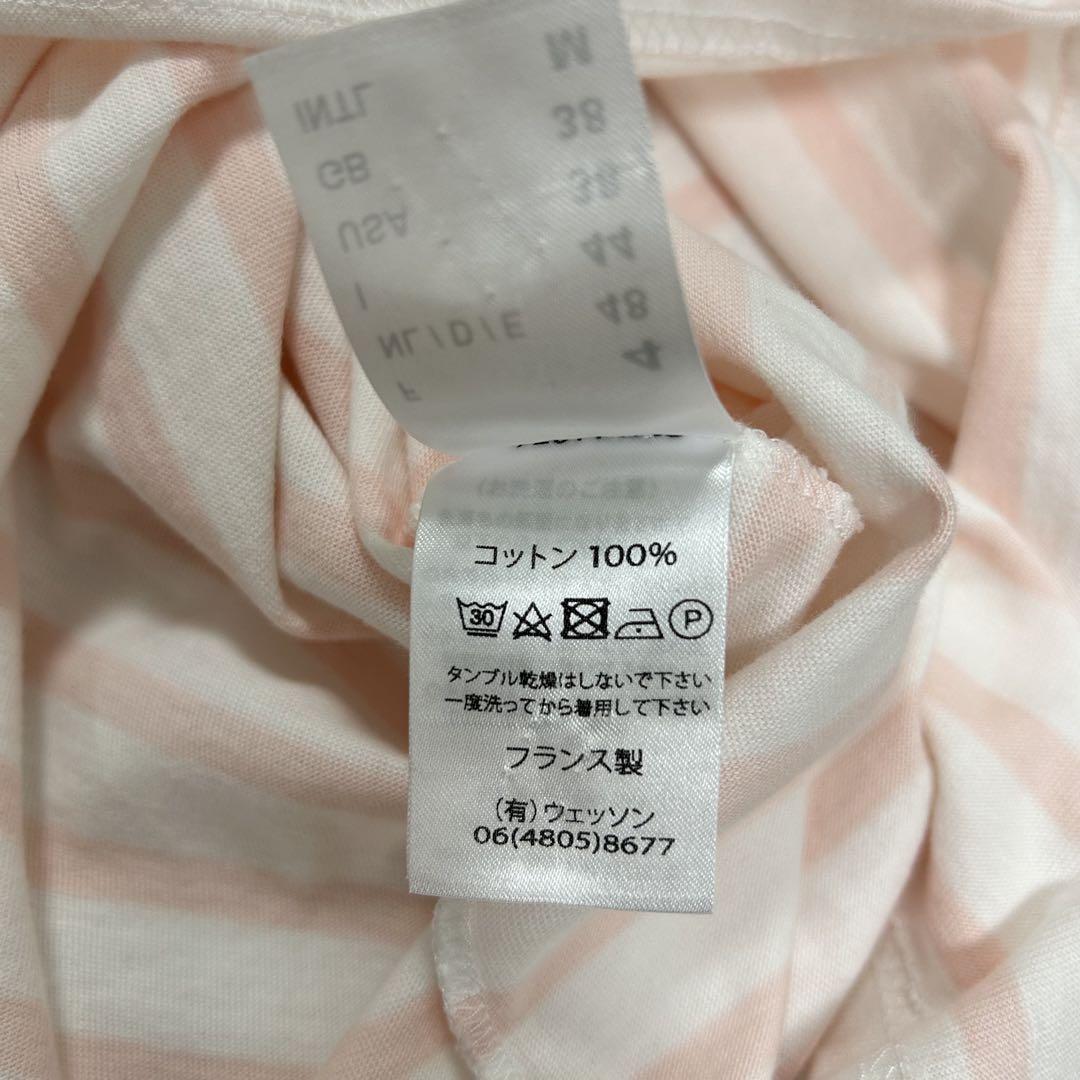 INTL M
GB 38
USA
I 44
NL/D/E 48
F 4
コットン 100%
30
P
タンブル乾燥はしないで下さい
一度洗ってから着用して下さい
フランス製
(有)ウェッソン
06(4805)8677